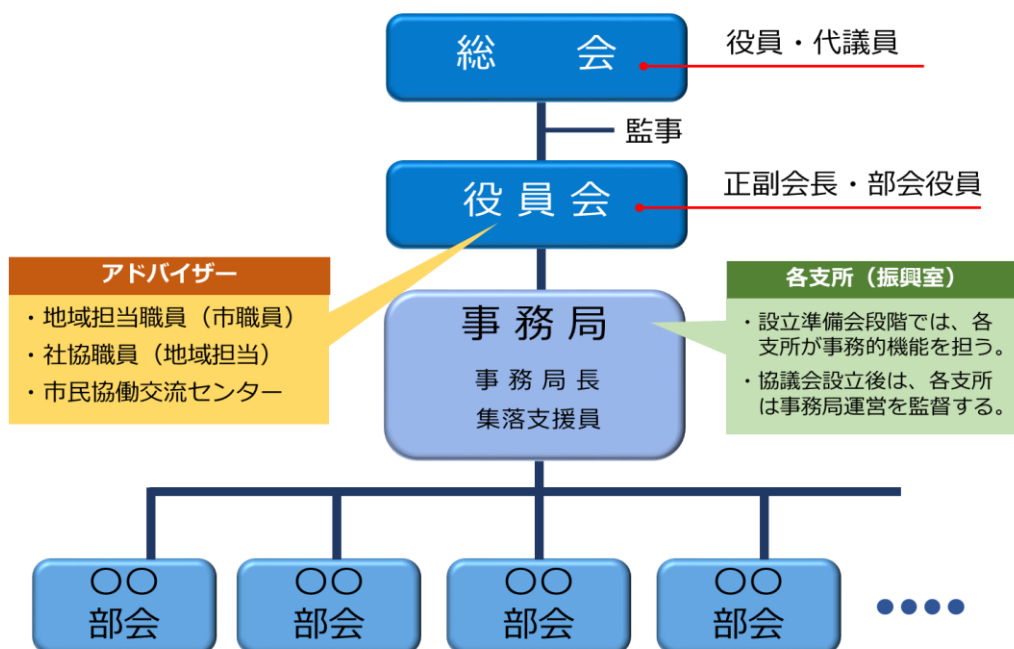 総　会
役員・代議員
監事
役員会
正副会長・部会役員
アドバイザー
・地域担当職員（市職員）
・社協職員（地域担当）
・市民協働交流センター
事務局
事務局長
集落支援員
各支所（振興室）
・設立準備会段階では、各
支所が事務的機能を担う。
・協議会設立後は、各支所
は事務局運営を監督する。
〇〇
部会
〇〇
部会
〇〇
部会
〇〇
部会